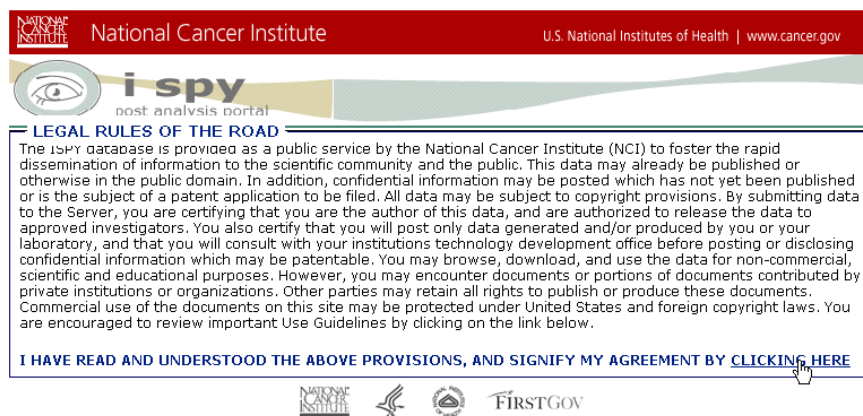 NATIONAL
CANCER
INSTITUTE
National Cancer Institute
U.S. National Institutes of Health | www.cancer.gov
i spy
post analysis portal
LEGAL RULES OF THE ROAD
The ISPY database is provided as a public service by the National Cancer Institute (NCI) to foster the rapid
dissemination of information to the scientific community and the public. This data may already be published or
otherwise in the public domain. In addition, confidential information may be posted which has not yet been published
or is the subject of a patent application to be filed. All data may be subject to copyright provisions. By submitting data
to the Server, you are certifying that you are the author of this data, and are authorized to release the data to
approved investigators. You also certify that you will post only data generated and/or produced by you or your
laboratory, and that you will consult with your institutions technology development office before posting or disclosing
confidential information which may be patentable. You may browse, download, and use the data for non-commercial,
scientific and educational purposes. However, you may encounter documents or portions of documents contributed by
private institutions or organizations. Other parties may retain all rights to publish or produce these documents.
Commercial use of the documents on this site may be protected under United States and foreign copyright laws. You
are encouraged to review important Use Guidelines by clicking on the link below.
I HAVE READ AND UNDERSTOOD THE ABOVE PROVISIONS, AND SIGNIFY MY AGREEMENT BY CLICKING HERE
NATIONAL
CANCER
INSTITUTE
FIRSTGOV